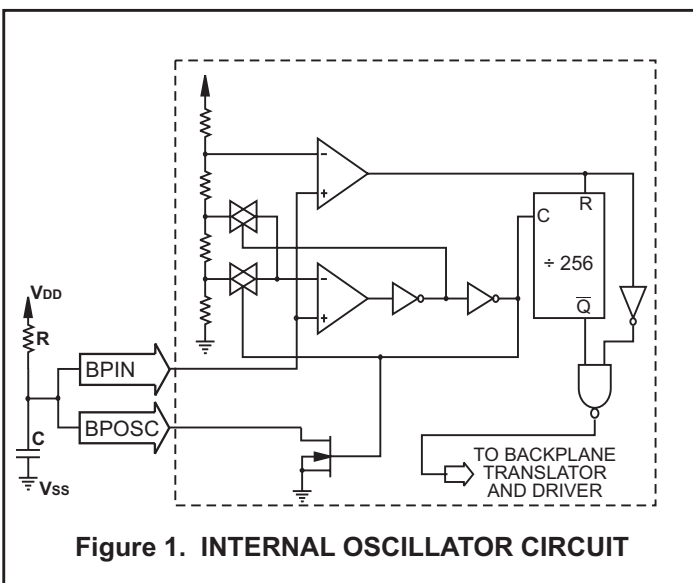 −
+
R
C
÷ 256
Q̅
−
+
VDD
R
BPIN
BPOSC
C
VSS
TO BACKPLANE
TRANSLATOR
AND DRIVER
Figure 1. INTERNAL OSCILLATOR CIRCUIT